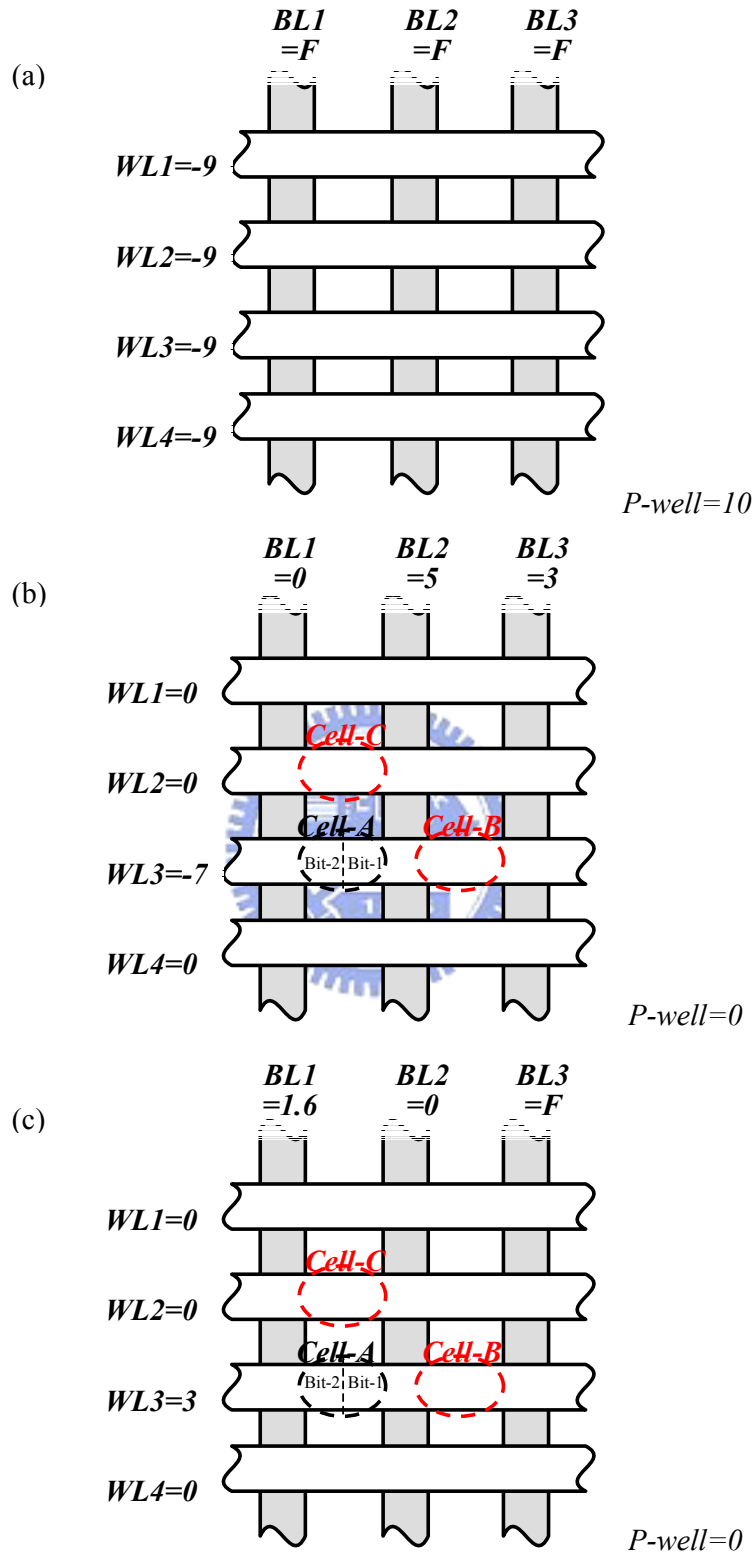 BL1 BL2 BL3
=F =F =F
(a)
WL1=-9
WL2=-9
WL3=-9
WL4=-9
P-well=10
BL1 BL2 BL3
=0 =5 =3
(b)
WL1=0
Cell-C
WL2=0
Cell-A Cell-B
Bit-2 Bit-1
WL3=-7
WL4=0
P-well=0
BL1 BL2 BL3
=1.6 =0 =F
(c)
WL1=0
Cell-C
WL2=0
Cell-A Cell-B
Bit-2 Bit-1
WL3=3
WL4=0
P-well=0